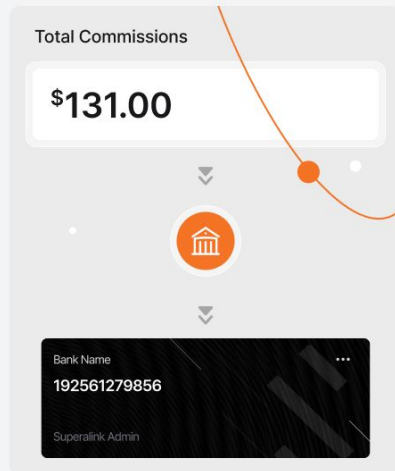 Total Commissions
$131.00
Bank Name
192561279856
Superalink Admin